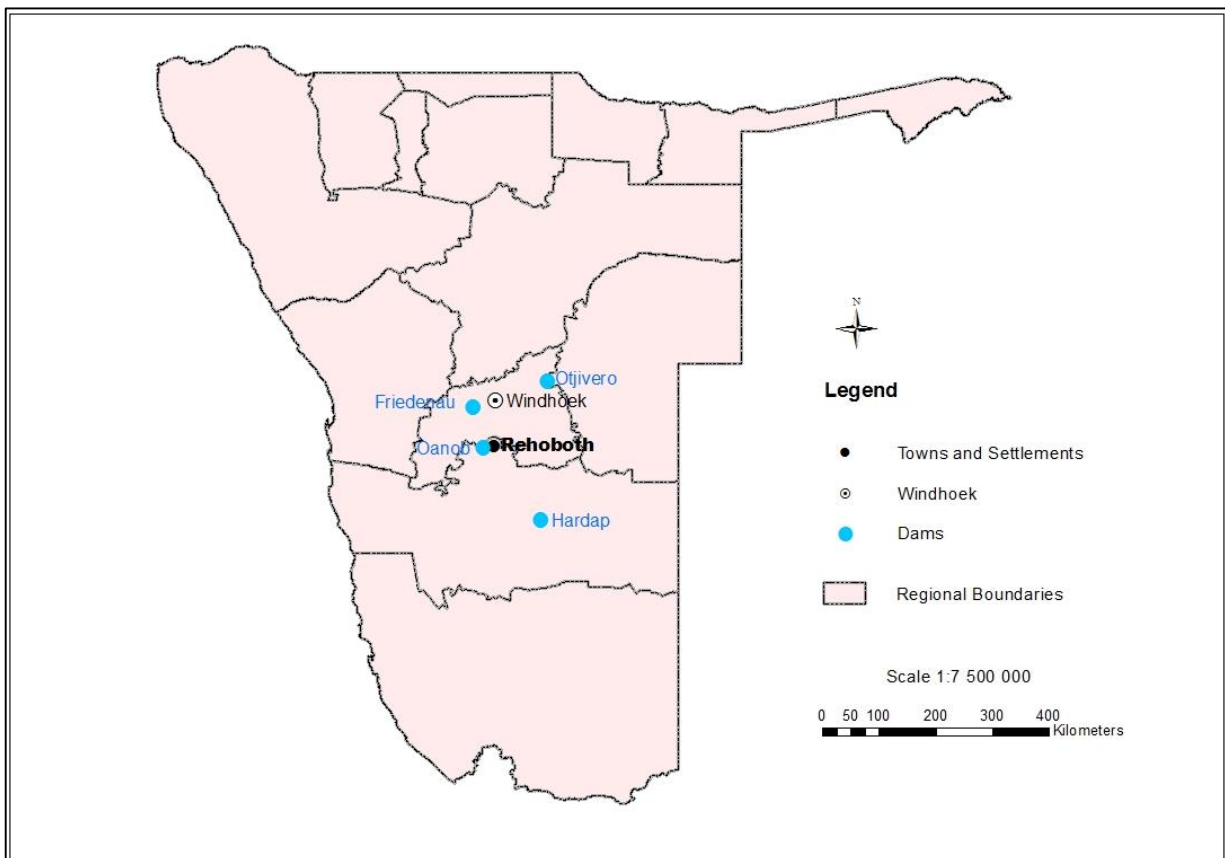 N
Otjivero
Friedenau
Windhoek
Oanob
Rehoboth
Hardap
Legend
Towns and Settlements
Windhoek
Dams
Regional Boundaries
Scale 1:7 500 000
0 50 100 200 300 400
Kilometers